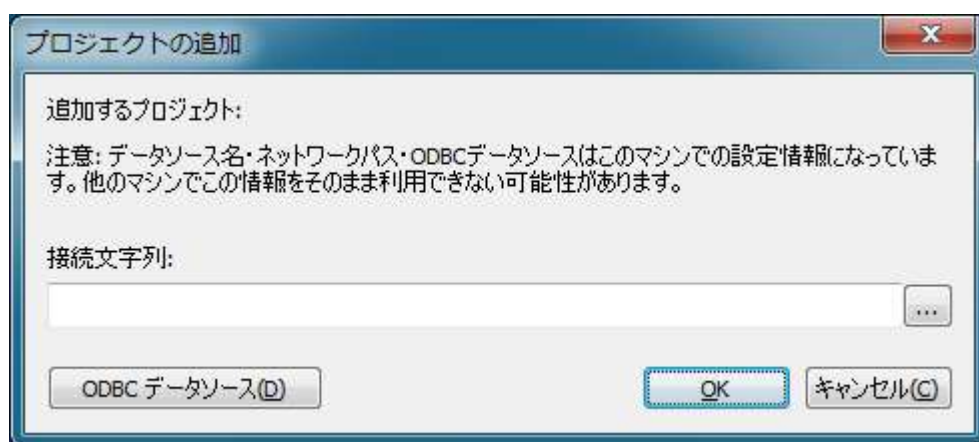 プロジェクトの追加
追加するプロジェクト:
注意: データソース名・ネットワークパス・ODBCデータソースはこのマシンでの設定情報になっていま
す。他のマシンでこの情報をそのまま利用できない可能性があります。
接続文字列:
...
ODBC データソース(D) OK キャンセル(C)